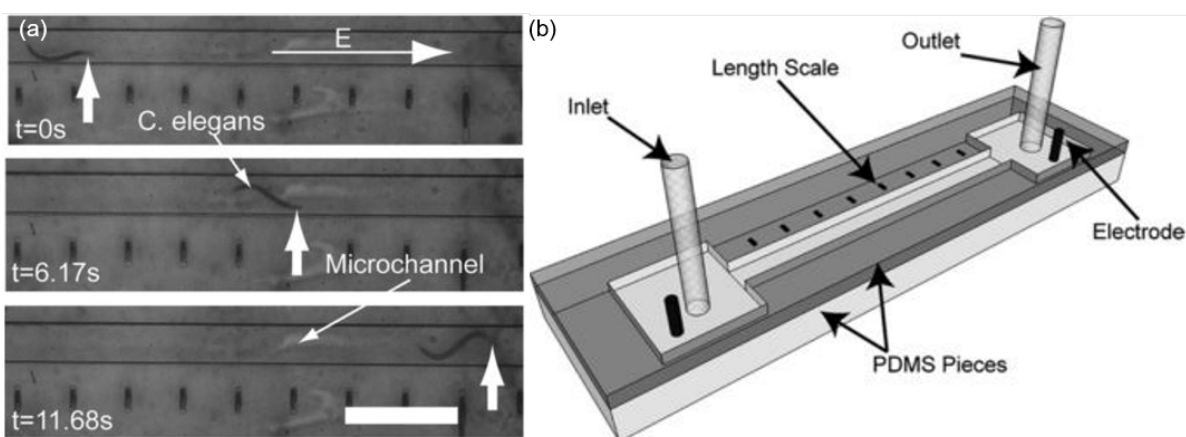 (a)
E
t=0s
C. elegans
t=6.17s
Microchannel
t=11.68s
(b)
Outlet
Length Scale
Inlet
Electrode
PDMS Pieces